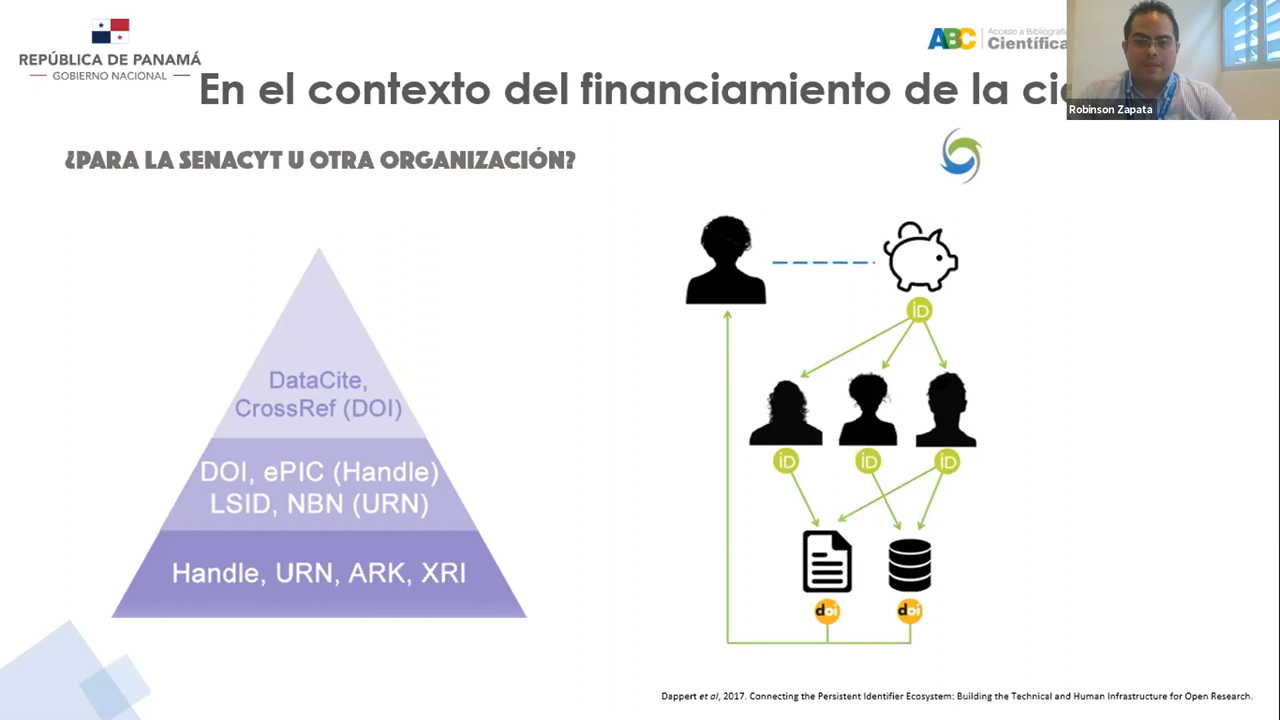 REPÚBLICA DE PANAMÁ
GOBIERNO NACIONAL
ABC
Acceso a Bibliografía
Científica
Robinson Zapata
En el contexto del financiamiento de la
¿PARA LA SENACYT U OTRA ORGANIZACIÓN?
DataCite,
CrossRef (DOI)
DOI, ePIC (Handle)
LSID, NBN (URN)
Handle, URN, ARK, XRI
iD
iD
iD
iD
doi
doi
Dappert et al, 2017. Connecting the Persistent Identifier Ecosystem: Building the Technical and Human Infrastructure for Open Research.